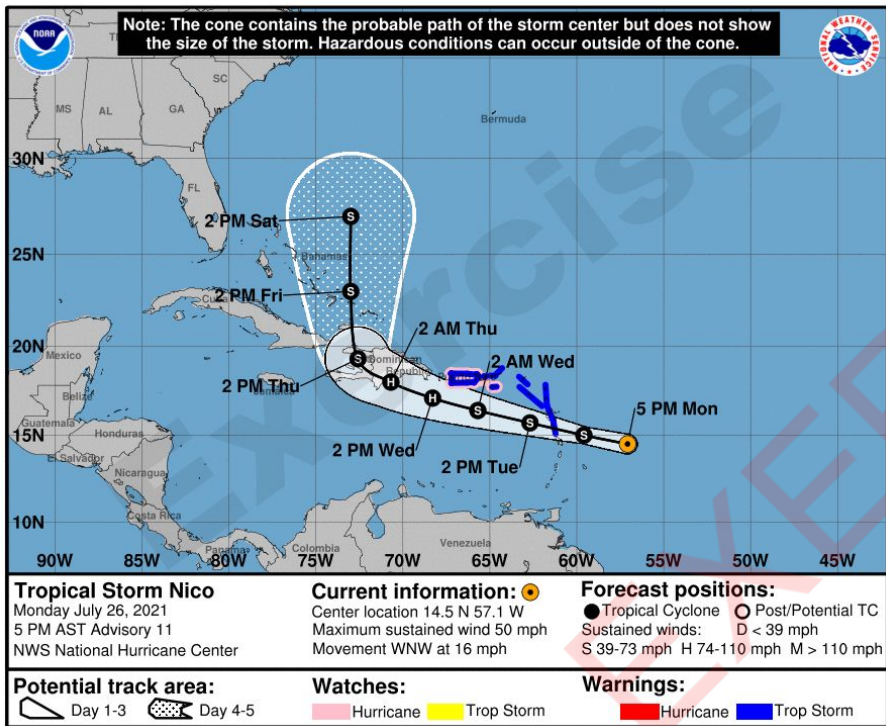 Note: The cone contains the probable path of the storm center but does not show
the size of the storm. Hazardous conditions can occur outside of the cone.
NOAA
NATIONAL WEATHER SERVICE
SC
MS
AL
GA
FL
Bermuda
30N
25N
20N
15N
10N
2 PM Sat
Bahamas
2 PM Fri
Cuba
2 AM Thu
Mexico
Dominican
Republic
2 AM Wed
2 PM Thu
Jamaica
Belize
5 PM Mon
Guatemala
Honduras
2 PM Wed
El Salvador
2 PM Tue
Nicaragua
Costa Rica
Panama
Colombia
Venezuela
S
S
S
H
H
S
S
S
Exercise
EXER
90W 85W 80W 75W 70W 65W 60W 55W 50W 45W
Tropical Storm Nico
Monday July 26, 2021
5 PM AST Advisory 11
NWS National Hurricane Center
Current information:
Center location 14.5 N 57.1 W
Maximum sustained wind 50 mph
Movement WNW at 16 mph
Forecast positions:
Tropical Cyclone Post/Potential TC
Sustained winds: D < 39 mph
S 39-73 mph H 74-110 mph M > 110 mph
Potential track area:
Day 1-3 Day 4-5
Watches:
Hurricane Trop Storm
Warnings:
Hurricane Trop Storm